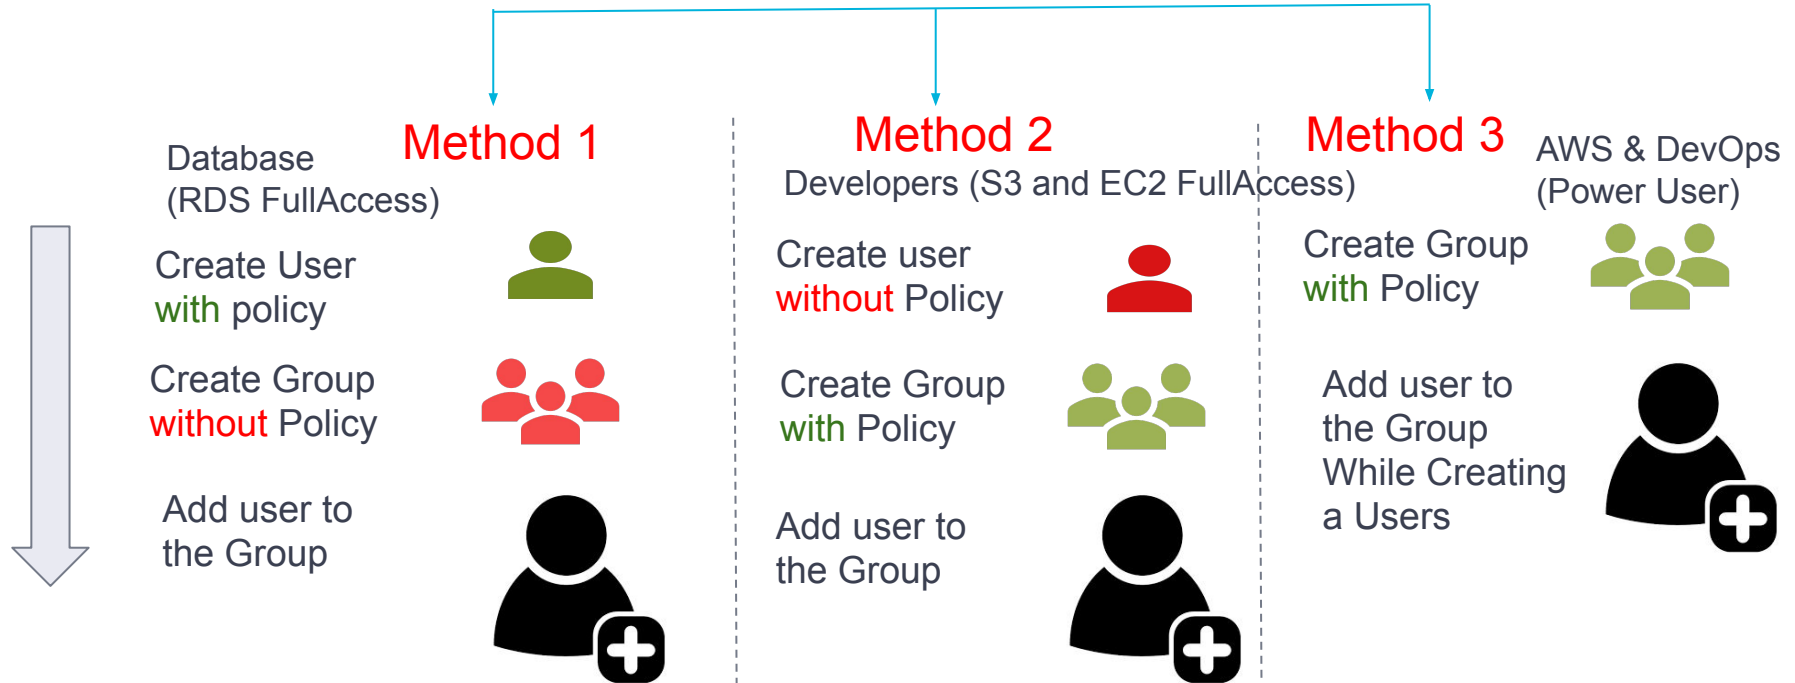 Method 1
Database
(RDS FullAccess)
Create User
with policy
Create Group
without Policy
Add user to
the Group
Method 2
Developers (S3 and EC2 FullAccess)
Create user
without Policy
Create Group
with Policy
Add user to
the Group
Method 3
AWS & DevOps
(Power User)
Create Group
with Policy
Add user to
the Group
While Creating
a Users